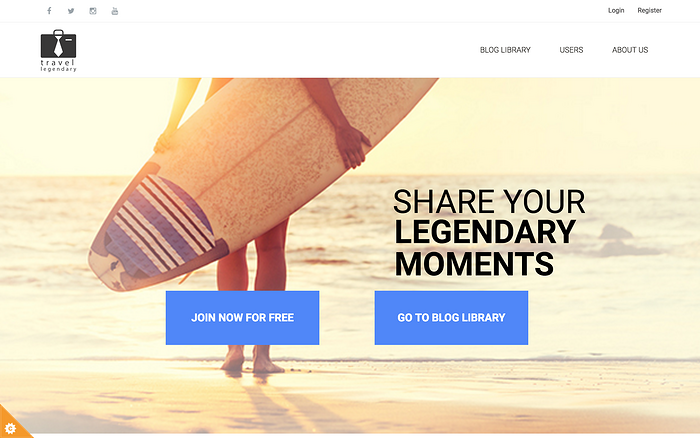 Login Register
travel
legendary
BLOG LIBRARY USERS ABOUT US
SHARE YOUR
LEGENDARY
MOMENTS
JOIN NOW FOR FREE GO TO BLOG LIBRARY